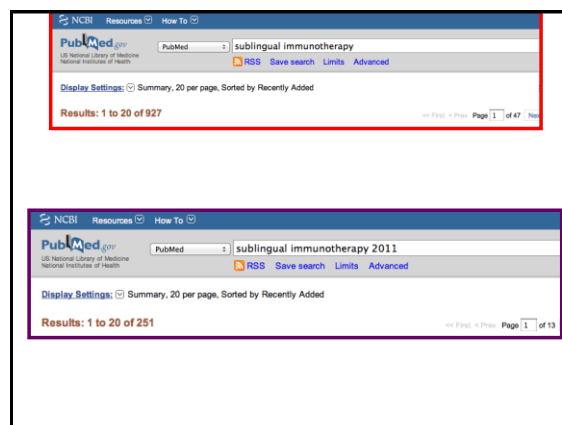 NCBI Resources How To
PubMed.gov PubMed sublingual immunotherapy
US National Library of Medicine
National Institutes of Health
RSS Save search Limits Advanced
Display Settings: Summary, 20 per page, Sorted by Recently Added
Results: 1 to 20 of 927 << First < Prev Page 1 of 47
NCBI Resources How To
PubMed.gov PubMed sublingual immunotherapy 2011
US National Library of Medicine
National Institutes of Health
RSS Save search Limits Advanced
Display Settings: Summary, 20 per page, Sorted by Recently Added
Results: 1 to 20 of 251 << First < Prev Page 1 of 13